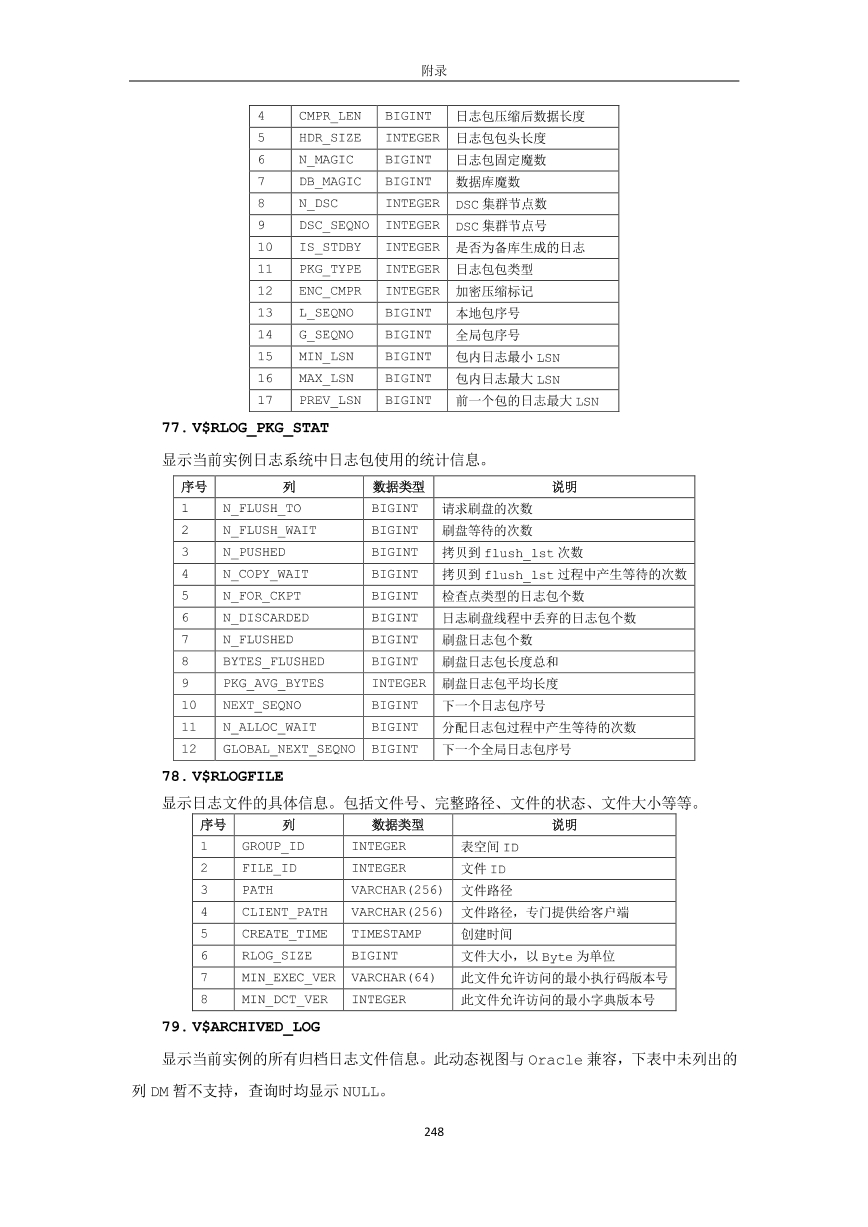 附录
4 CMPR_LEN BIGINT 日志包压缩后数据长度
5 HDR_SIZE INTEGER 日志包包头长度
6 N_MAGIC BIGINT 日志包固定魔数
7 DB_MAGIC BIGINT 数据库魔数
8 N_DSC INTEGER DSC 集群节点数
9 DSC_SEQNO INTEGER DSC 集群节点号
10 IS_STDBY INTEGER 是否为备库生成的日志
11 PKG_TYPE INTEGER 日志包包类型
12 ENC_CMPR INTEGER 加密压缩标记
13 L_SEQNO BIGINT 本地包序号
14 G_SEQNO BIGINT 全局包序号
15 MIN_LSN BIGINT 包内日志最小 LSN
16 MAX_LSN BIGINT 包内日志最大 LSN
17 PREV_LSN BIGINT 前一个包的日志最大 LSN
77. V$RLOG_PKG_STAT
显示当前实例日志系统中日志包使用的统计信息。
序号 列 数据类型 说明
1 N_FLUSH_TO BIGINT 请求刷盘的次数
2 N_FLUSH_WAIT BIGINT 刷盘等待的次数
3 N_PUSHED BIGINT 拷贝到 flush_lst 次数
4 N_COPY_WAIT BIGINT 拷贝到 flush_lst 过程中产生等待的次数
5 N_FOR_CKPT BIGINT 检查点类型的日志包个数
6 N_DISCARDED BIGINT 日志刷盘线程中丢弃的日志包个数
7 N_FLUSHED BIGINT 刷盘日志包个数
8 BYTES_FLUSHED BIGINT 刷盘日志包长度总和
9 PKG_AVG_BYTES INTEGER 刷盘日志包平均长度
10 NEXT_SEQNO BIGINT 下一个日志包序号
11 N_ALLOC_WAIT BIGINT 分配日志包过程中产生等待的次数
12 GLOBAL_NEXT_SEQNO BIGINT 下一个全局日志包序号
78. V$RLOGFILE
显示日志文件的具体信息。包括文件号、完整路径、文件的状态、文件大小等等。
序号 列 数据类型 说明
1 GROUP_ID INTEGER 表空间 ID
2 FILE_ID INTEGER 文件 ID
3 PATH VARCHAR(256) 文件路径
4 CLIENT_PATH VARCHAR(256) 文件路径，专门提供给客户端
5 CREATE_TIME TIMESTAMP 创建时间
6 RLOG_SIZE BIGINT 文件大小，以 Byte 为单位
7 MIN_EXEC_VER VARCHAR(64) 此文件允许访问的最小执行码版本号
8 MIN_DCT_VER INTEGER 此文件允许访问的最小字典版本号
79. V$ARCHIVED_LOG
显示当前实例的所有归档日志文件信息。此动态视图与 Oracle 兼容，下表中未列出的
列 DM 暂不支持，查询时均显示 NULL。
248